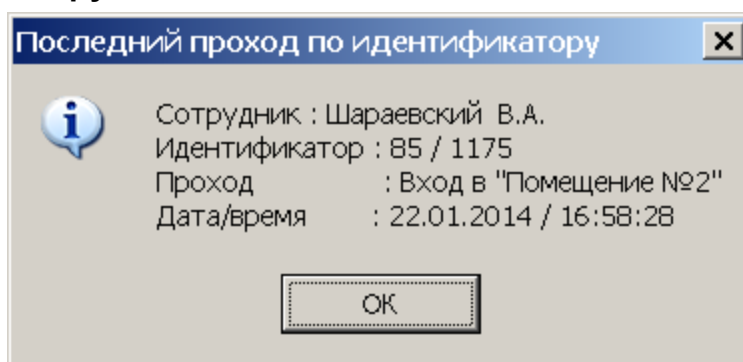 Последний проход по идентификатору
Сотрудник : Шараевский В.А.
Идентификатор : 85 / 1175
Проход : Вход в "Помещение №2"
Дата/время : 22.01.2014 / 16:58:28
ОК